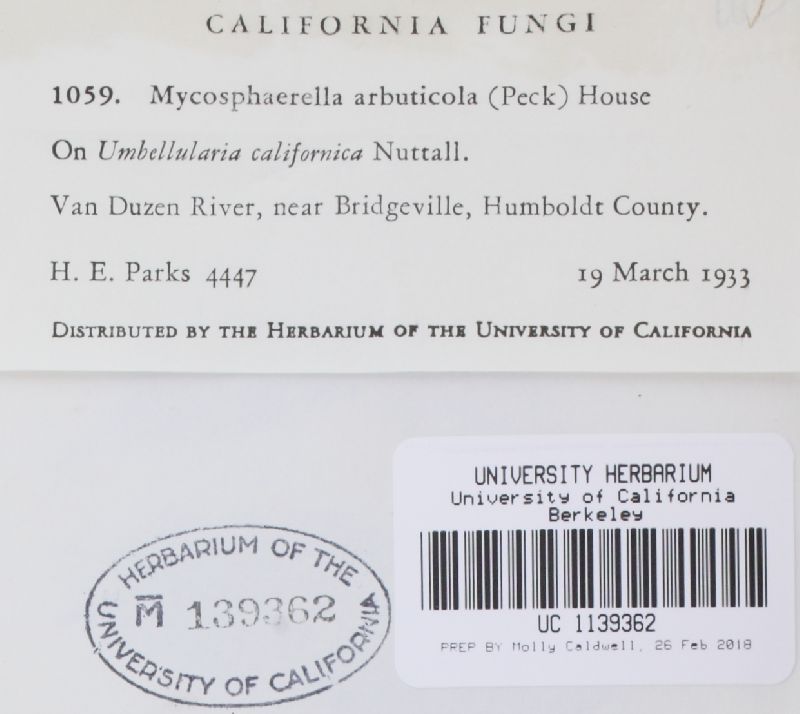 CALIFORNIA FUNGI
1059. Mycosphaerella arbuticola (Peck) House
On Umbellularia californica Nuttall.
Van Duzen River, near Bridgeville, Humboldt County.
H. E. Parks 4447 19 March 1933
DISTRIBUTED BY THE HERBARIUM OF THE UNIVERSITY OF CALIFORNIA
UNIVERSITY HERBARIUM
University of California
Berkeley
UC 1139362
PREP BY Molly Caldwell, 26 Feb 2018
HERBARIUM OF THE
M̅ 139362
UNIVERSITY OF CALIFORNIA